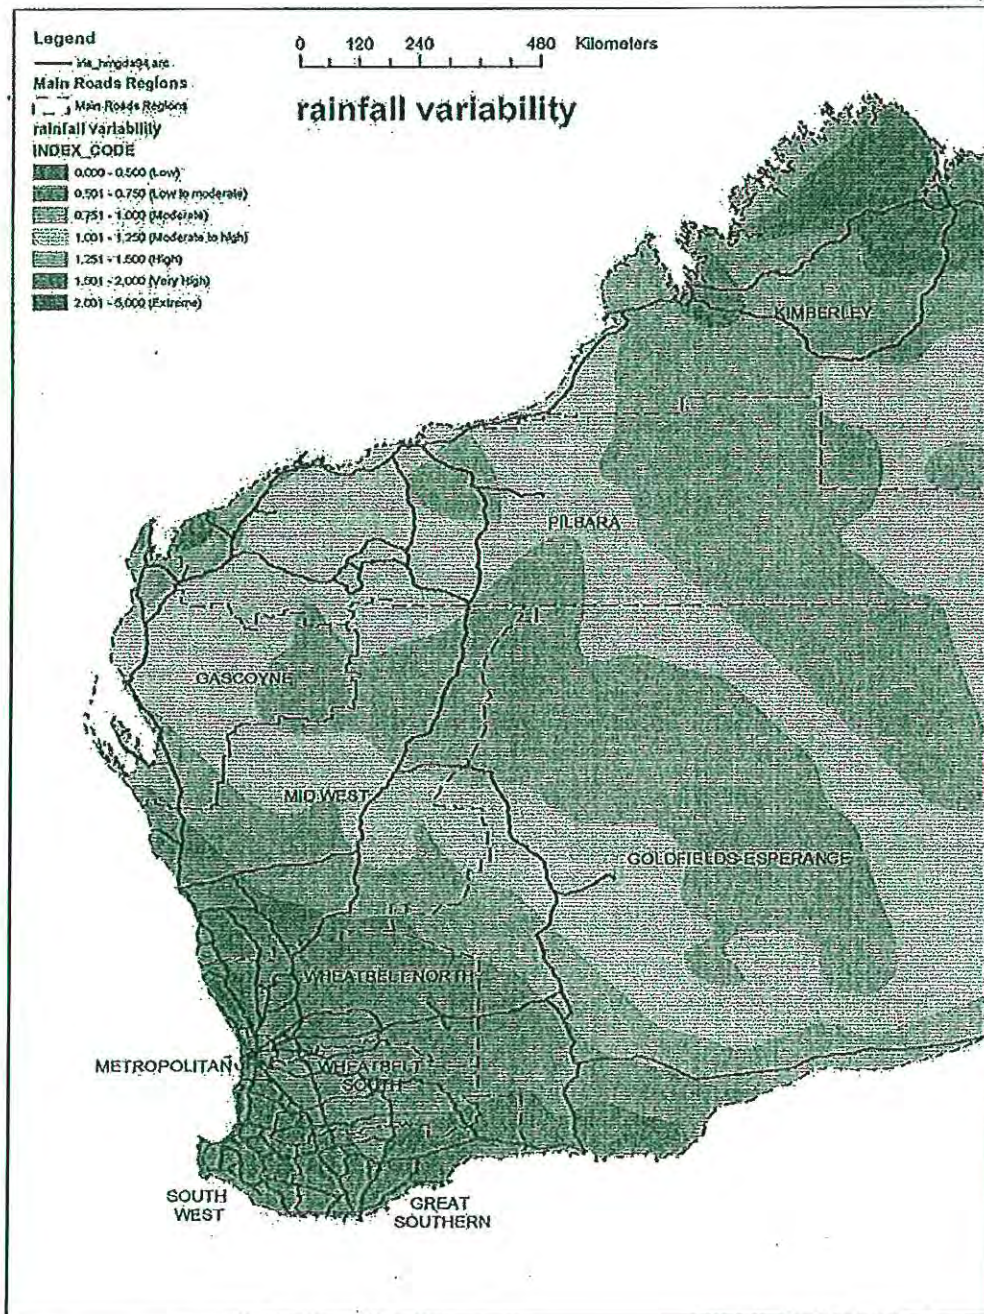 Legend
0 120 240 480 Kilometers
Main Roads Regions
Main Roads Regions
rainfall variability
rainfall variability
INDEX_CODE
0.000 - 0.500 (Low)
0.501 - 0.750 (Low to moderate)
0.751 - 1.000 (Moderate)
1.001 - 1.250 (Moderate to high)
1.251 - 1.500 (High)
1.501 - 2.000 (Very High)
2.001 - 5.000 (Extreme)
KIMBERLEY
PILBARA
GASCOYNE
MID WEST
GOLDFIELDS-ESPERANCE
WHEATBELT NORTH
METROPOLITAN
WHEATBELT
SOUTH
SOUTH
WEST
GREAT
SOUTHERN